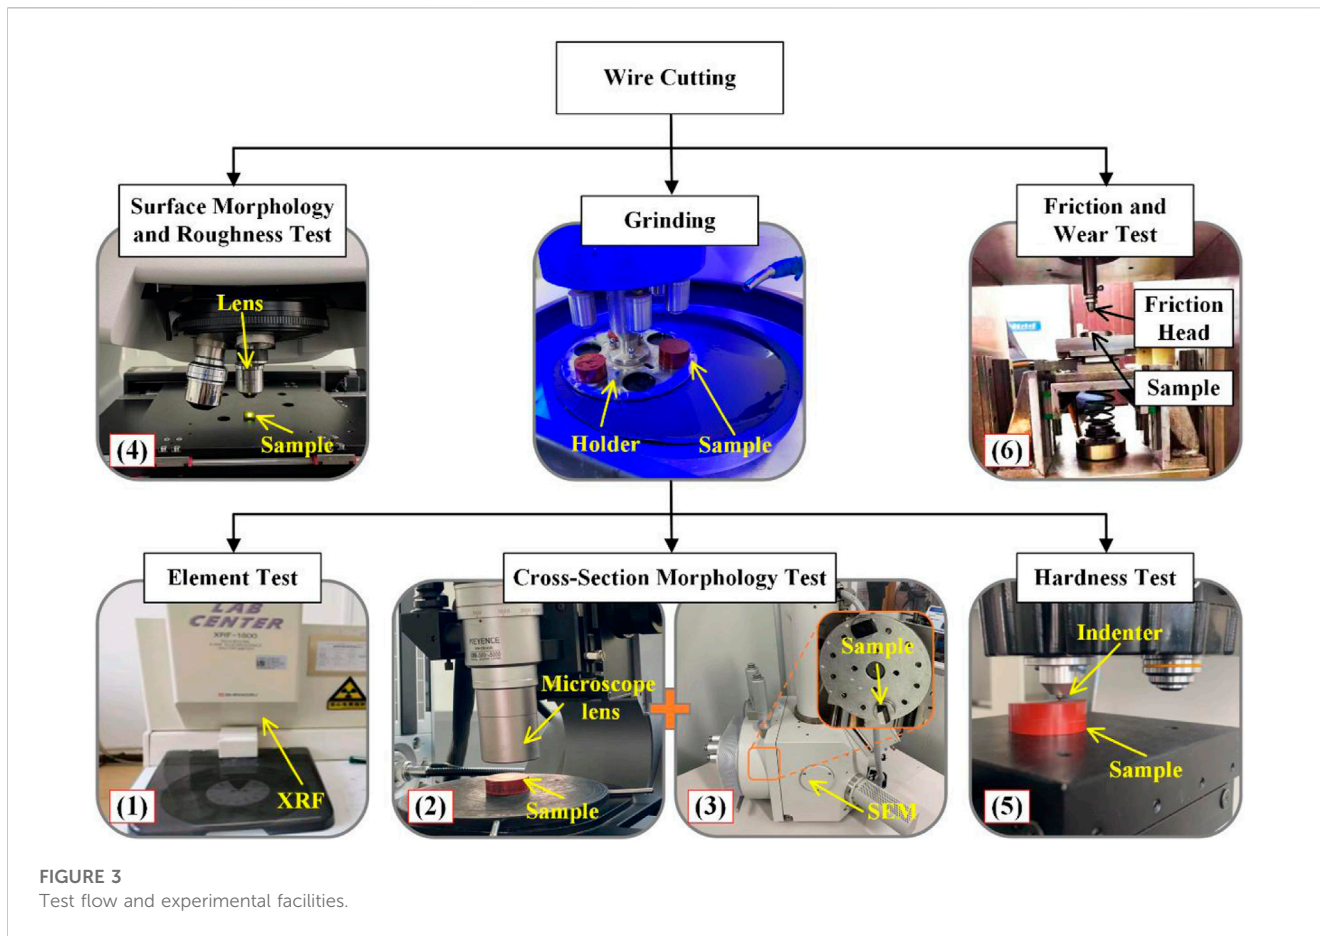 Wire Cutting
Surface Morphology
and Roughness Test
Grinding
Friction and
Wear Test
Lens
Sample
(4)
Holder
Sample
Friction
Head
Sample
(6)
Element Test
Cross-Section Morphology Test
Hardness Test
LAB
CENTER
XRF-1800
XRF
(1)
KEYENCE
Microscope
lens
Sample
(2)
Sample
SEM
(3)
Indenter
Sample
(5)
FIGURE 3
Test flow and experimental facilities.